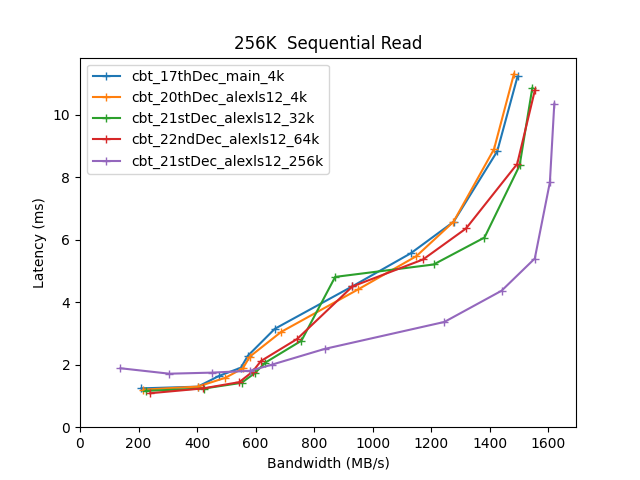 256K  Sequential Read
cbt_17thDec_main_4k
cbt_20thDec_alexls12_4k
cbt_21stDec_alexls12_32k
cbt_22ndDec_alexls12_64k
cbt_21stDec_alexls12_256k
Latency (ms)
10
8
6
4
2
0
0 200 400 600 800 1000 1200 1400 1600
Bandwidth (MB/s)